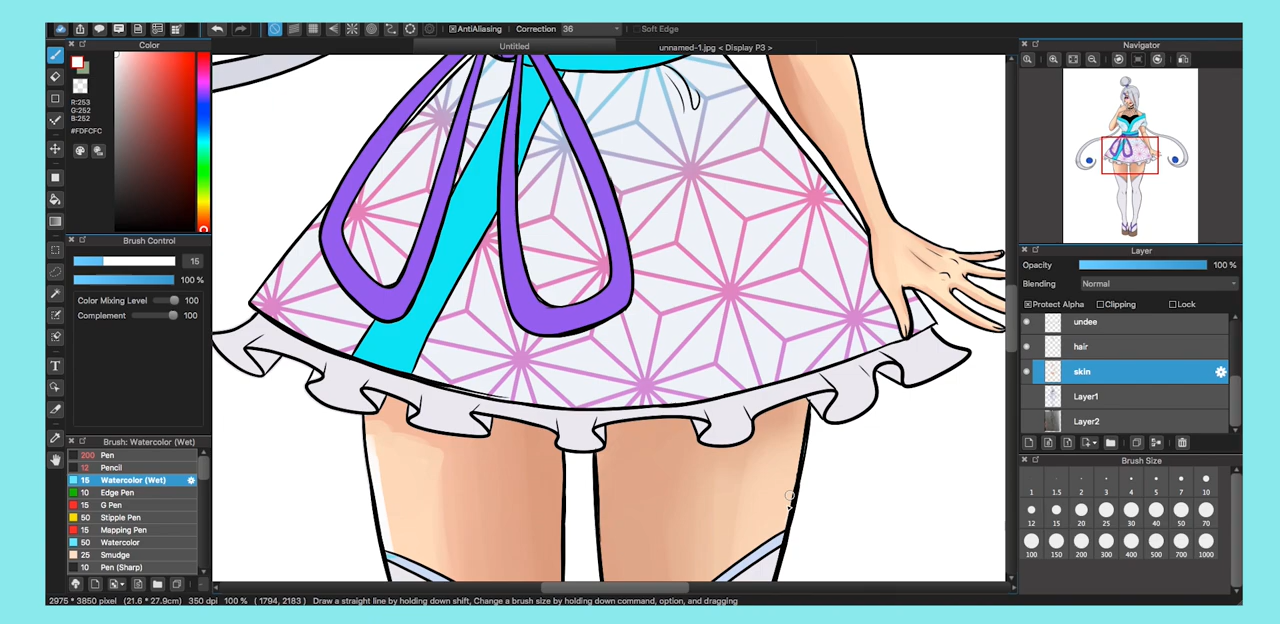 AntiAliasing Correction 36 Soft Edge
Untitled
unnamed-1.jpg < Display P3 >
Color
R:253
G:252
B:252
#FDFCFC
Brush Control
15
100 %
Color Mixing Level 100
Complement 100
T
Brush: Watercolor (Wet)
200 Pen
12 Pencil
15 Watercolor (Wet)
10 Edge Pen
15 G Pen
50 Stipple Pen
15 Mapping Pen
50 Watercolor
25 Smudge
10 Pen (Sharp)
Navigator
Layer
Opacity 100 %
Blending Normal
Protect Alpha Clipping Lock
undee
hair
skin
Layer1
Layer2
Brush Size
1 1.5 2 3 4 5 7 10
12 15 20 25 30 40 50 70
100 150 200 300 400 500 700 1000
2975 * 3850 pixel (21.6 * 27.9cm) 350 dpi 100 % ( 1794, 2183 ) Draw a straight line by holding down shift, Change a brush size by holding down command, option, and dragging